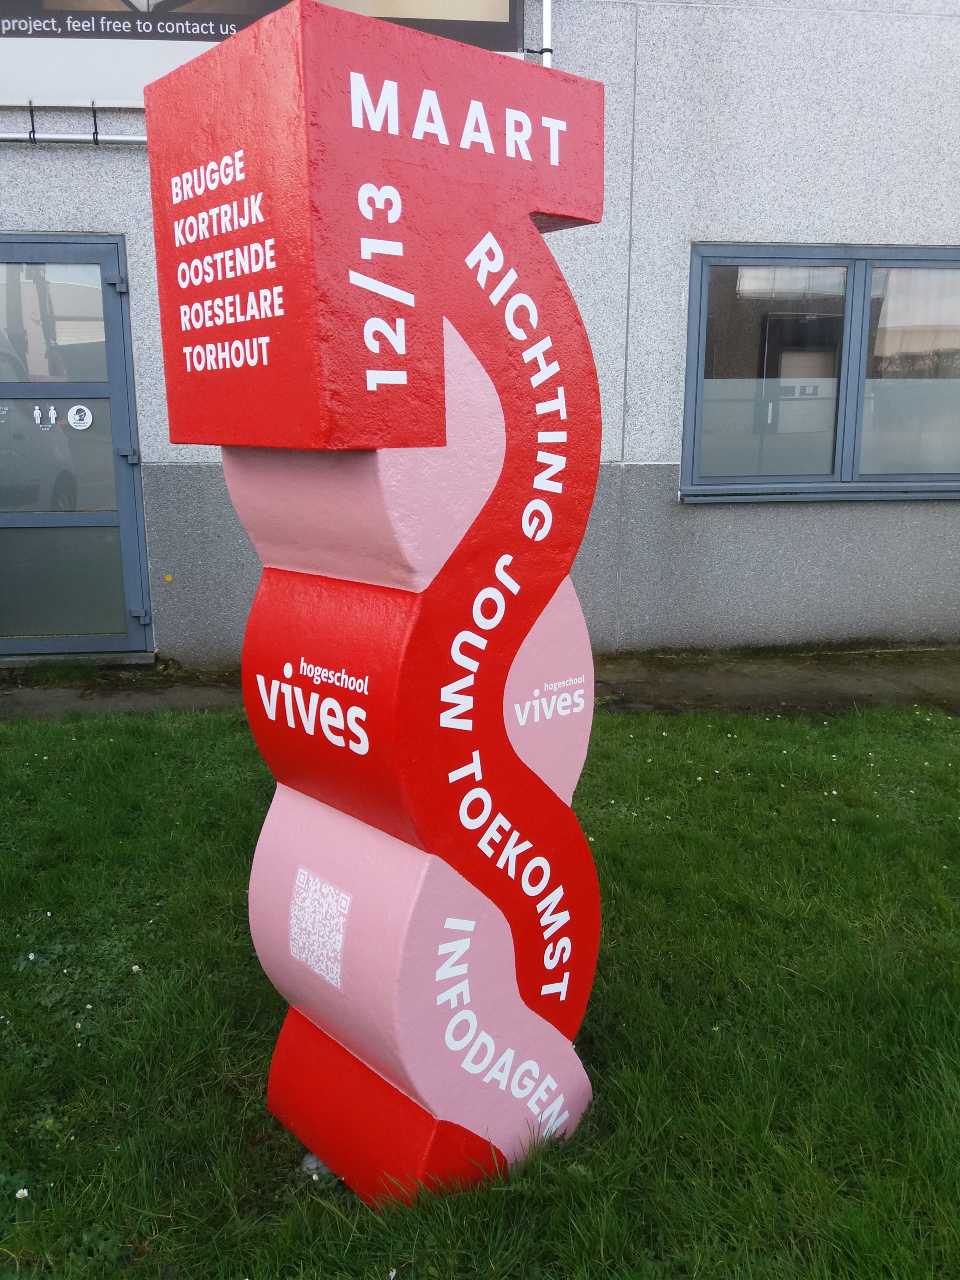 project, feel free to contact us
MAART
12/13
BRUGGE
KORTRIJK
OOSTENDE
ROESELARE
TORHOUT
RICHTING JOUW TOEKOMST
hogeschool
vives
hogeschool
vives
INFODAGEN